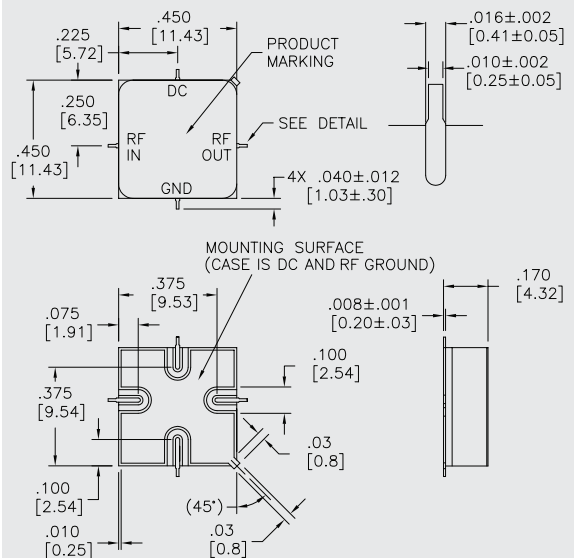 .450
[11.43]
.225
[5.72]
PRODUCT
MARKING
.016±.002
[0.41±0.05]
.010±.002
[0.25±0.05]
DC
.250
[6.35]
RF
IN
RF
OUT
SEE DETAIL
.450
[11.43]
GND
4X .040±.012
[1.03±.30]
MOUNTING SURFACE
(CASE IS DC AND RF GROUND)
.375
[9.53]
.170
[4.32]
.075
[1.91]
.008±.001
[0.20±.03]
.100
[2.54]
.375
[9.54]
.03
[0.8]
.100
[2.54]
(45°)
.010
[0.25]
.03
[0.8]